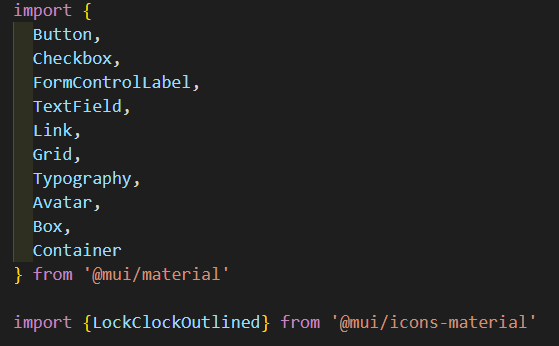 import {
  Button,
  Checkbox,
  FormControlLabel,
  TextField,
  Link,
  Grid,
  Typography,
  Avatar,
  Box,
  Container
} from '@mui/material'

import {LockClockOutlined} from '@mui/icons-material'